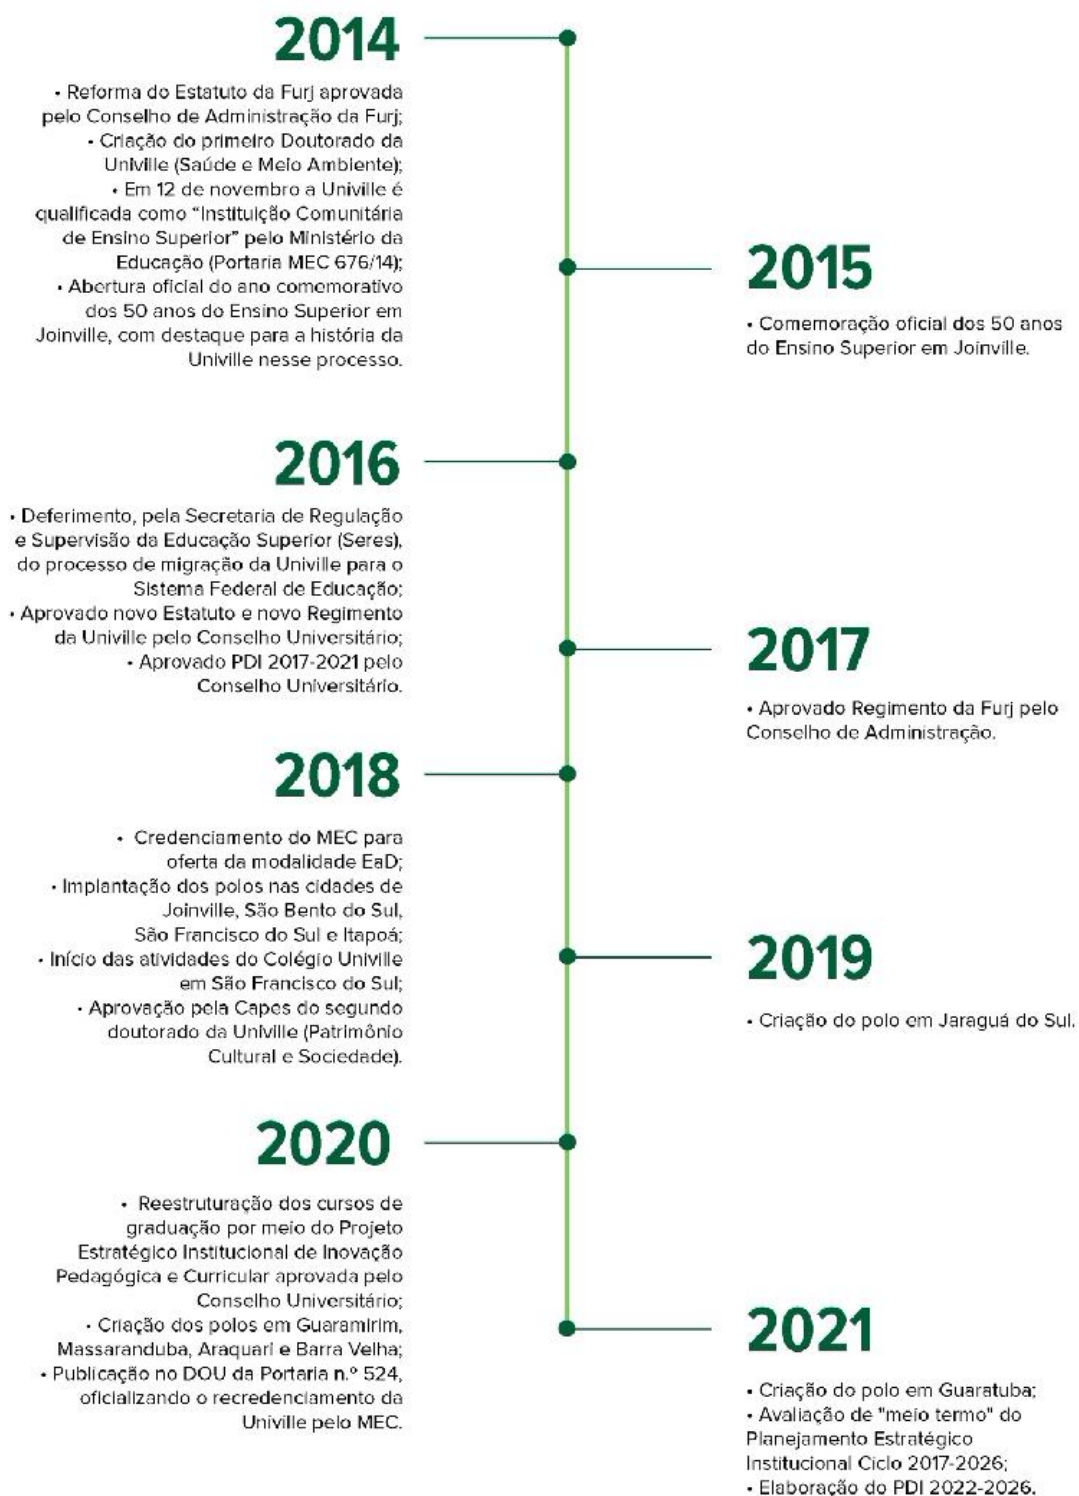 2014
• Reforma do Estatuto da Furj aprovada
pelo Conselho de Administração da Furj;
• Criação do primeiro Doutorado da
Univille (Saúde e Meio Ambiente);
• Em 12 de novembro a Univille é
qualificada como “Instituição Comunitária
de Ensino Superior” pelo Ministério da
Educação (Portaria MEC 676/14);
• Abertura oficial do ano comemorativo
dos 50 anos do Ensino Superior em
Joinville, com destaque para a história da
Univille nesse processo.
2015
• Comemoração oficial dos 50 anos
do Ensino Superior em Joinville.
2016
• Deferimento, pela Secretaria de Regulação
e Supervisão da Educação Superior (Seres),
do processo de migração da Univille para o
Sistema Federal de Educação;
• Aprovado novo Estatuto e novo Regimento
da Univille pelo Conselho Universitário;
• Aprovado PDI 2017-2021 pelo
Conselho Universitário.
2017
• Aprovado Regimento da Furj pelo
Conselho de Administração.
2018
• Credenciamento do MEC para
oferta da modalidade EaD;
• Implantação dos polos nas cidades de
Joinville, São Bento do Sul,
São Francisco do Sul e Itapoá;
• Início das atividades do Colégio Univille
em São Francisco do Sul;
• Aprovação pela Capes do segundo
doutorado da Univille (Patrimônio
Cultural e Sociedade).
2019
• Criação do polo em Jaraguá do Sul.
2020
• Reestruturação dos cursos de
graduação por meio do Projeto
Estratégico Institucional de Inovação
Pedagógica e Curricular aprovada pelo
Conselho Universitário;
• Criação dos polos em Guaramirim,
Massaranduba, Araquari e Barra Velha;
• Publicação no DOU da Portaria n.º 524,
oficializando o recredenciamento da
Univille pelo MEC.
2021
• Criação do polo em Guaratuba;
• Avaliação de "meio termo" do
Planejamento Estratégico
Institucional Ciclo 2017-2026;
• Elaboração do PDI 2022-2026.